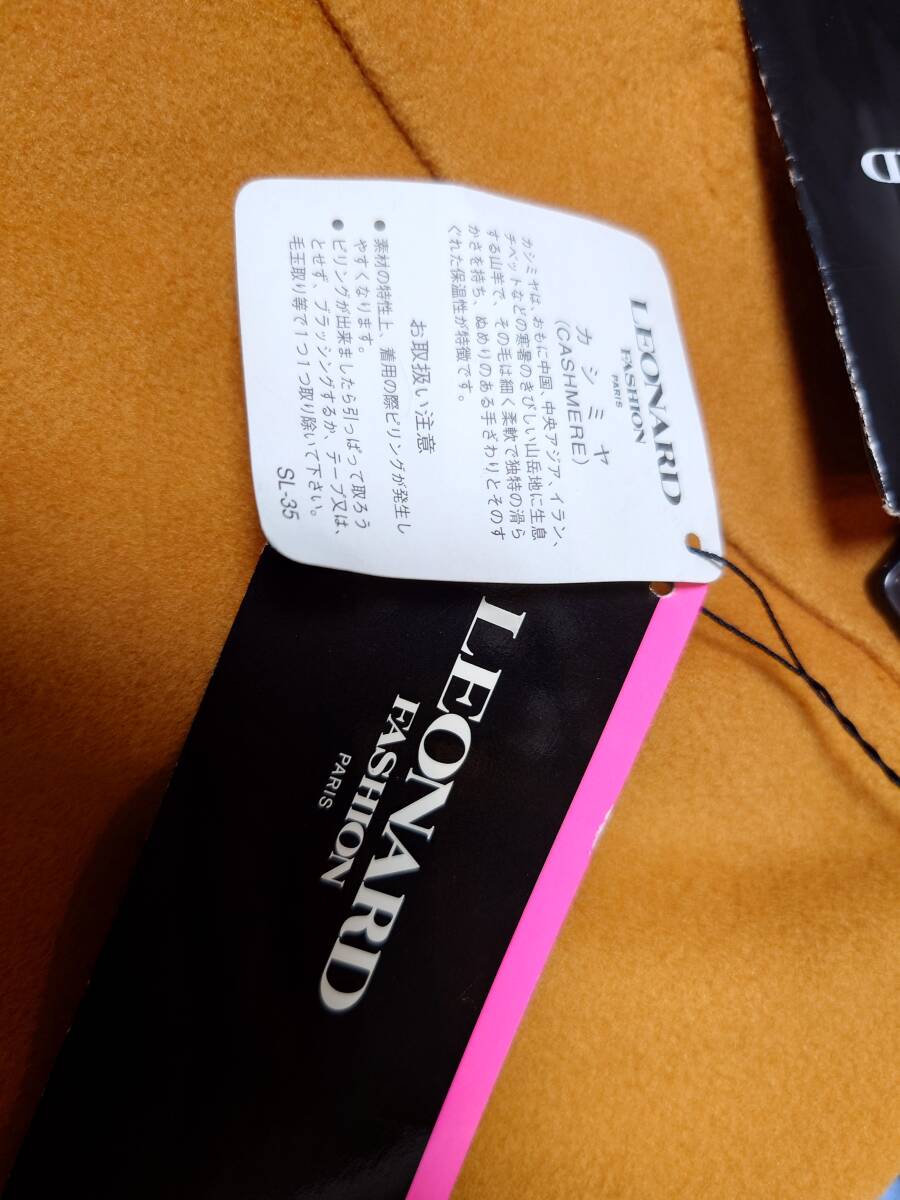 LEONARD
FASHION
PARIS
カシミヤ
(CASHMERE)
カシミヤは、おもに中国、中央アジア、イラン、
チベットなどの寒暑のきびしい山岳地に生息
する山羊で、その毛は細く柔軟で独特の滑ら
かさを持ち、ぬめりのある手ざわりとそのす
ぐれた保温性が特徴です。
お取扱い注意
● 素材の特性上、着用の際ピリングが発生し
やすくなります。
● ピリングが出来ましたら引っぱって取ろう
とせず、ブラッシングするか、テープ又は、
毛玉取り等で1つ1つ取り除いて下さい。
SL-35
LEONARD
FASHION
PARIS
D